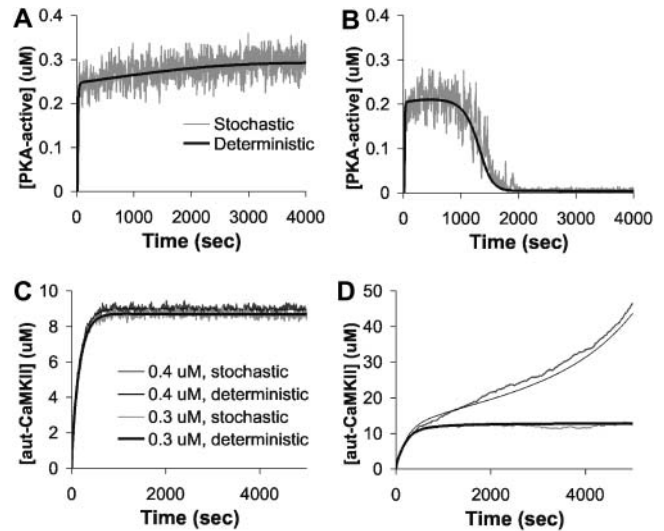 A
[PKA-active] (uM)
0.4
0.3
0.2
0.1
0
Stochastic
Deterministic
0 1000 2000 3000 4000
Time (sec)
B
[PKA-active] (uM)
0.4
0.3
0.2
0.1
0
0 1000 2000 3000 4000
Time (sec)
C
[aut-CaMKII] (uM)
10
8
6
4
2
0
0.4 uM, stochastic
0.4 uM, deterministic
0.3 uM, stochastic
0.3 uM, deterministic
0 2000 4000
Time (sec)
D
[aut-CaMKII] (uM)
50
40
30
20
10
0
0 2000 4000
Time (sec)